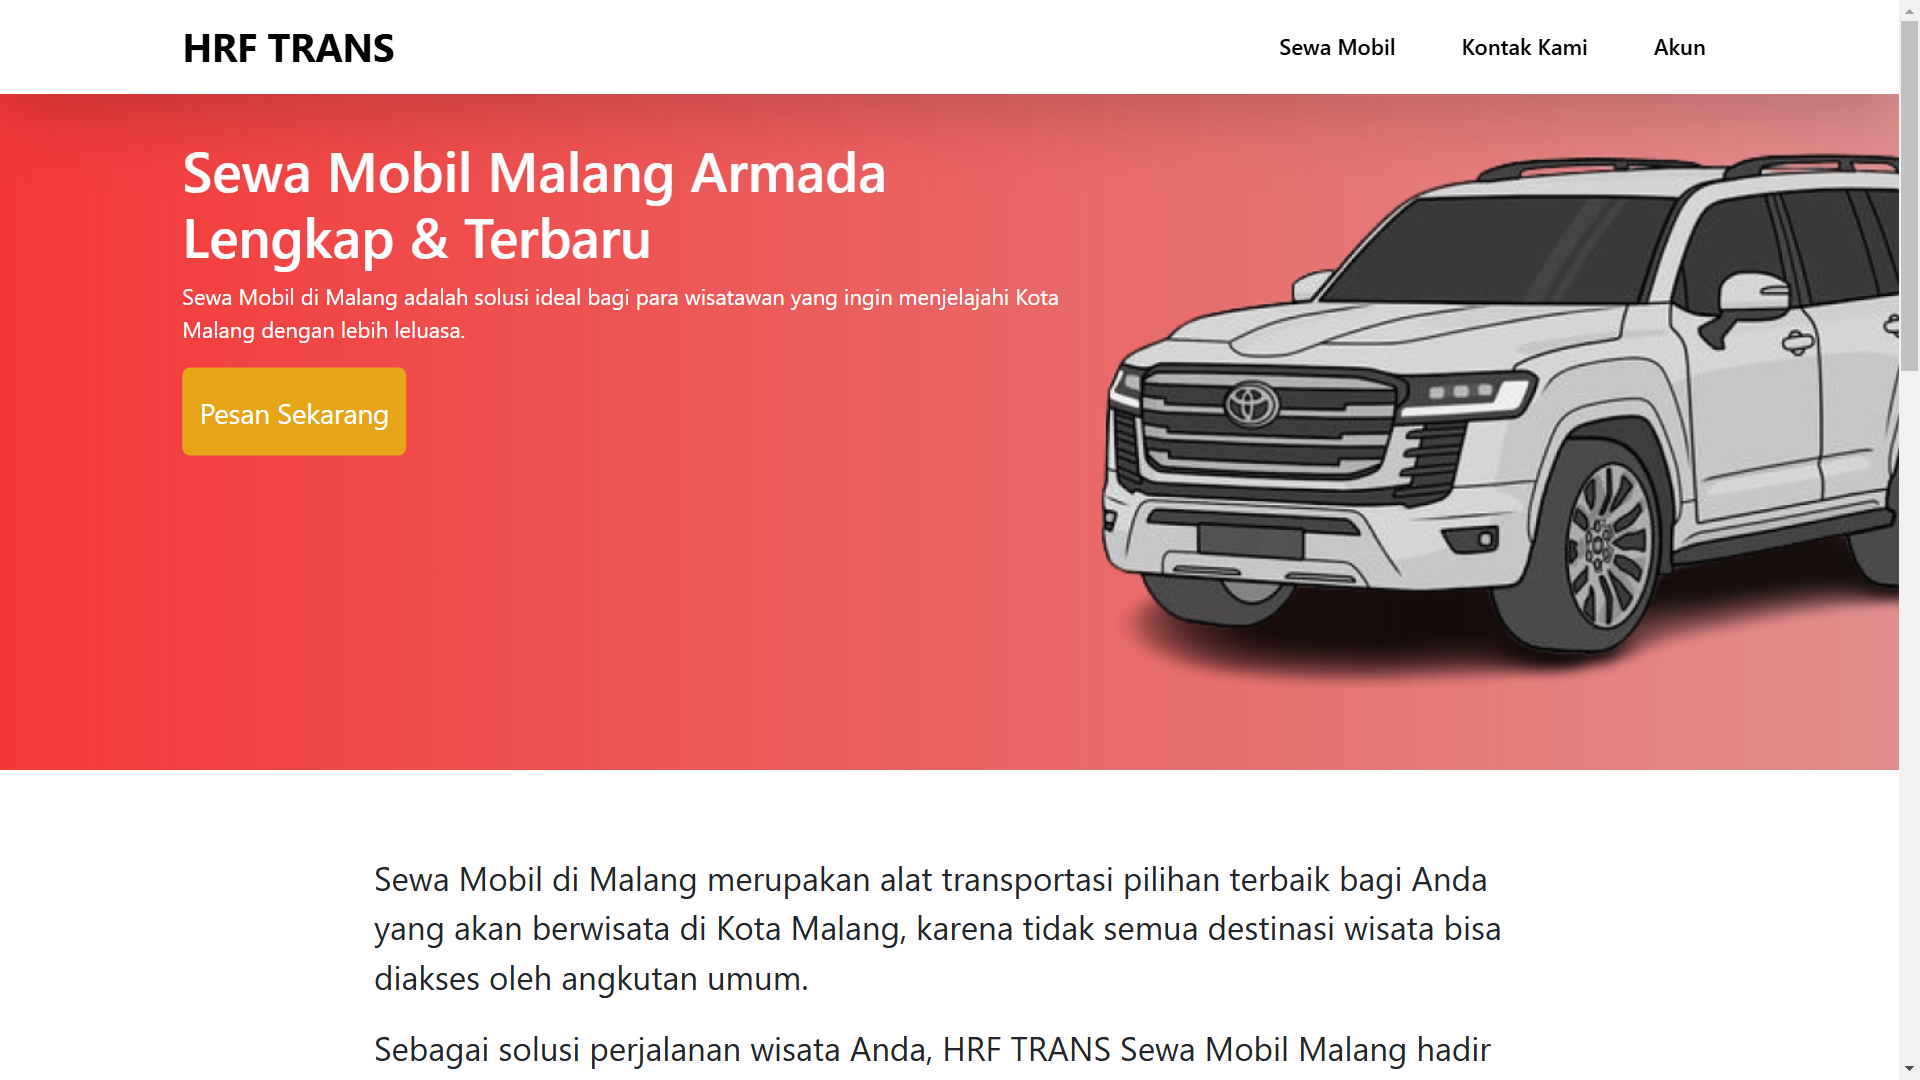 HRF TRANS
Sewa Mobil
Kontak Kami
Akun
Sewa Mobil Malang Armada
Lengkap & Terbaru
Sewa Mobil di Malang adalah solusi ideal bagi para wisatawan yang ingin menjelajahi Kota
Malang dengan lebih leluasa.
Pesan Sekarang
Sewa Mobil di Malang merupakan alat transportasi pilihan terbaik bagi Anda
yang akan berwisata di Kota Malang, karena tidak semua destinasi wisata bisa
diakses oleh angkutan umum.
Sebagai solusi perjalanan wisata Anda, HRF TRANS Sewa Mobil Malang hadir